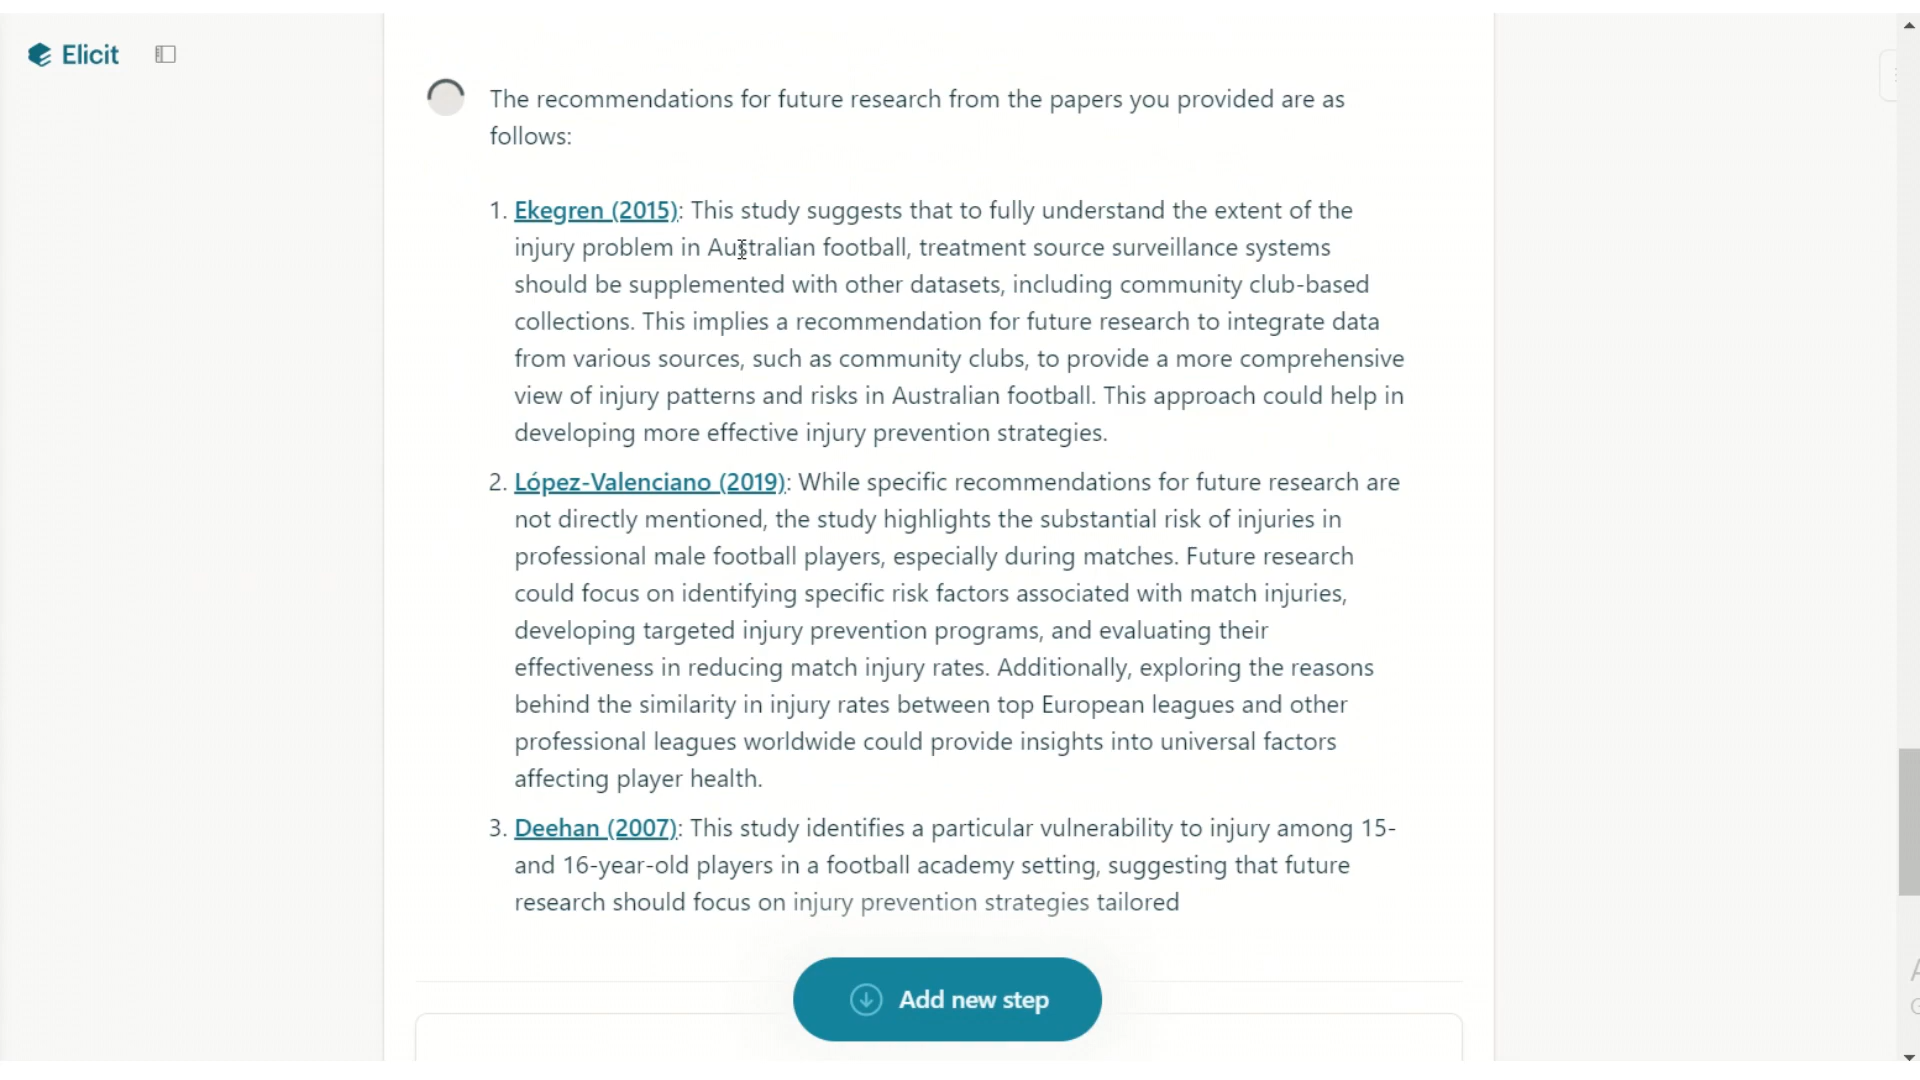 Elicit
The recommendations for future research from the papers you provided are as
follows:
1. Ekegren (2015): This study suggests that to fully understand the extent of the
injury problem in Australian football, treatment source surveillance systems
should be supplemented with other datasets, including community club-based
collections. This implies a recommendation for future research to integrate data
from various sources, such as community clubs, to provide a more comprehensive
view of injury patterns and risks in Australian football. This approach could help in
developing more effective injury prevention strategies.
2. López-Valenciano (2019): While specific recommendations for future research are
not directly mentioned, the study highlights the substantial risk of injuries in
professional male football players, especially during matches. Future research
could focus on identifying specific risk factors associated with match injuries,
developing targeted injury prevention programs, and evaluating their
effectiveness in reducing match injury rates. Additionally, exploring the reasons
behind the similarity in injury rates between top European leagues and other
professional leagues worldwide could provide insights into universal factors
affecting player health.
3. Deehan (2007): This study identifies a particular vulnerability to injury among 15-
and 16-year-old players in a football academy setting, suggesting that future
research should focus on injury prevention strategies tailored
Add new step